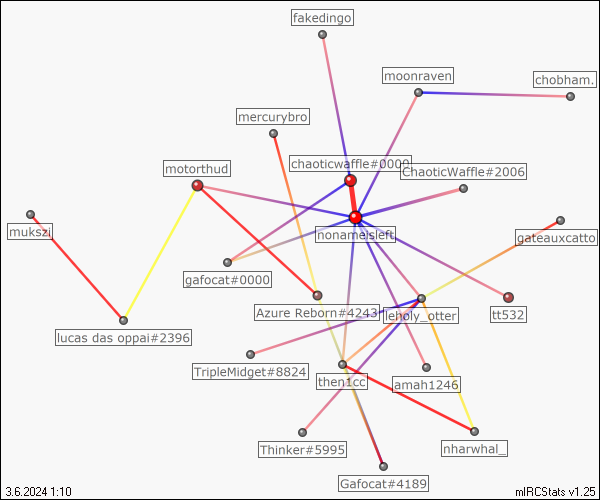 fakedingo
moonraven
chobham.
mercurybro
chaoticwaffle#0000
motorthud
ChaoticWaffle#2006
mukszi
nonameisleft
gateauxcatto
gafocat#0000
Azure Reborn#4243
leholy_otter
tt532
lucas das oppai#2396
TripleMidget#8824
then1cc
amah1246
Thinker#5995
nharwhal_
Gafocat#4189
3.6.2024 1:10
mIRCStats v1.25